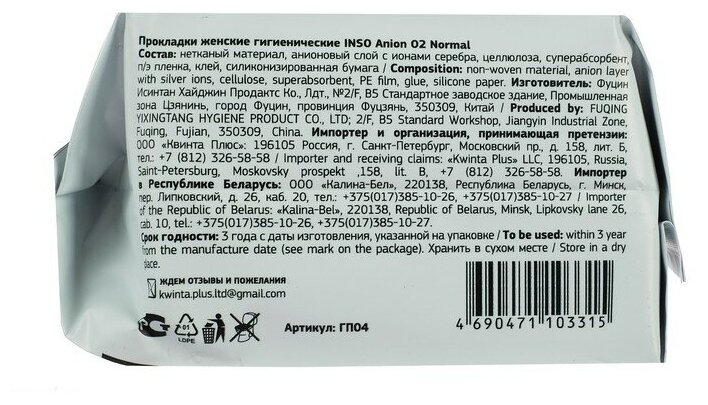 Прокладки женские гигиенические INSO Anion O2 Normal
Состав: нетканый материал, анионовый слой с ионами серебра, целлюлоза, суперабсорбент,
п/э пленка, клей, силиконизированная бумага / Composition: non-woven material, anion layer
with silver ions, cellulose, superabsorbent, PE film, glue, silicone paper. Изготовитель: Фуцин
Исинтан Хайджин Продактс Ко., Лдт., №2/F, B5 Стандартное заводское здание, Промышленная
зона Цзянинь, город Фуцин, провинция Фуцзянь, 350309, Китай / Produced by: FUQING
YIXINGTANG HYGIENE PRODUCT CO., LTD; 2/F, B5 Standard Workshop, Jiangyin Industrial Zone,
Fuqing, Fujian, 350309, China. Импортер и организация, принимающая претензии:
ООО «Квинта Плюс»: 196105 Россия, г. Санкт-Петербург, Московский пр., д. 158, лит. Б,
тел.: +7 (812) 326-58-58 / Importer and receiving claims: «Kwinta Plus» LLC, 196105, Russia,
Saint-Petersburg, Moskovsky prospekt ,158, lit. B, +7 (812) 326-58-58. Импортер
в Республике Беларусь: ООО «Калина-Бел», 220138, Республика Беларусь, г. Минск,
пер. Липковский, д. 26, каб. 20, тел.: +375(017)385-10-26, +375(017)385-10-27 / Importer
of the Republic of Belarus: «Kalina-Bel», 220138, Republic of Belarus, Minsk, Lipkovsky lane 26,
cab. 10, tel.: +375(017)385-10-26, +375(017)385-10-27.
Срок годности: 3 года с даты изготовления, указанной на упаковке / To be used: within 3 year
from the manufacture date (see mark on the package). Хранить в сухом месте / Store in a dry
place.
ЖДЕМ ОТЗЫВЫ И ПОЖЕЛАНИЯ
kwinta.plus.ltd@gmail.com
01
LDPE
Артикул: ГП04
4 690471 103315